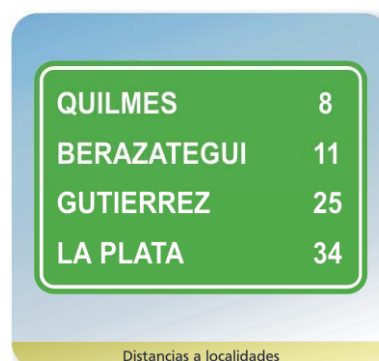 QUILMES 8
BERAZATEGUI 11
GUTIERREZ 25
LA PLATA 34
Distancias a localidades